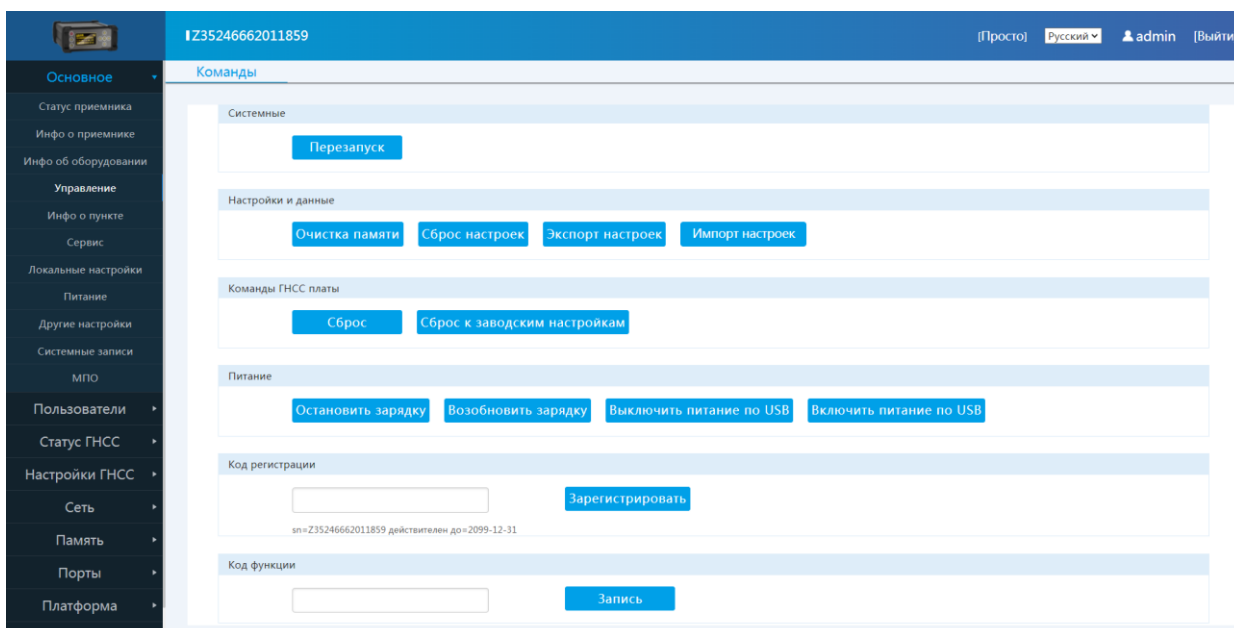 Z35246662011859
[Просто] Русский admin [Выйти
Основное
Команды
Статус приемника
Инфо о приемнике
Инфо об оборудовании
Управление
Инфо о пункте
Сервис
Локальные настройки
Питание
Другие настройки
Системные записи
МПО
Пользователи
Статус ГНСС
Настройки ГНСС
Сеть
Память
Порты
Платформа
Системные
Перезапуск
Настройки и данные
Очистка памяти Сброс настроек Экспорт настроек Импорт настроек
Команды ГНСС платы
Сброс Сброс к заводским настройкам
Питание
Остановить зарядку Возобновить зарядку Выключить питание по USB Включить питание по USB
Код регистрации
Зарегистрировать
sn=Z35246662011859 действителен до=2099-12-31
Код функции
Запись